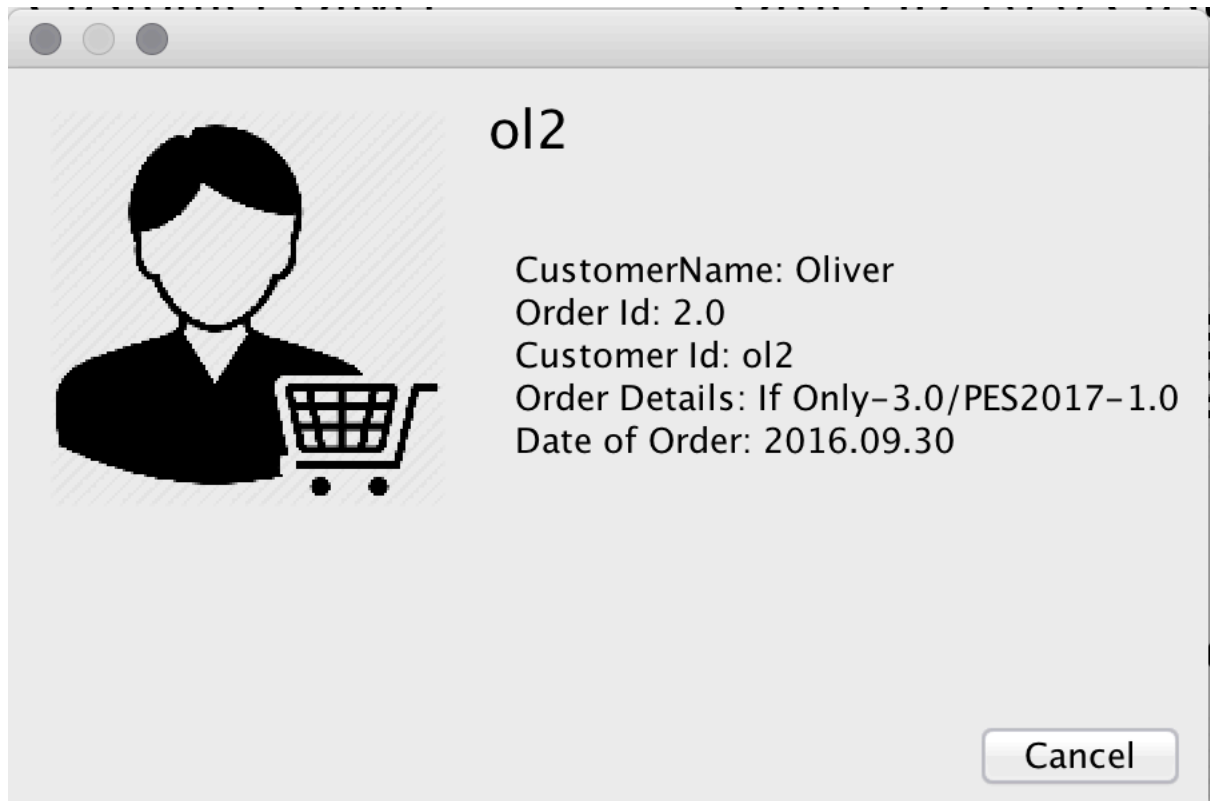 ol2
CustomerName: Oliver
Order Id: 2.0
Customer Id: ol2
Order Details: If Only-3.0/PES2017-1.0
Date of Order: 2016.09.30
Cancel